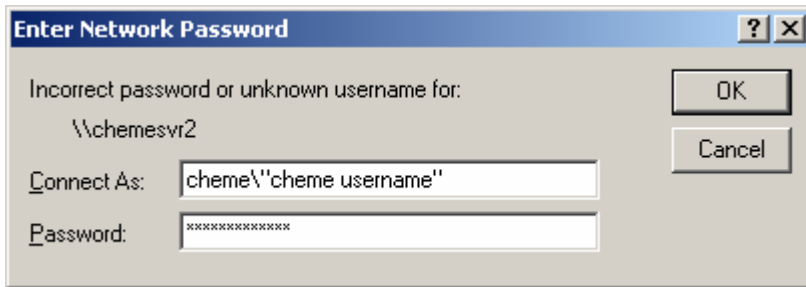 Enter Network Password
? X
Incorrect password or unknown username for:
\\chemesvr2
OK
Cancel
Connect As: cheme\"cheme username"
Password: *************